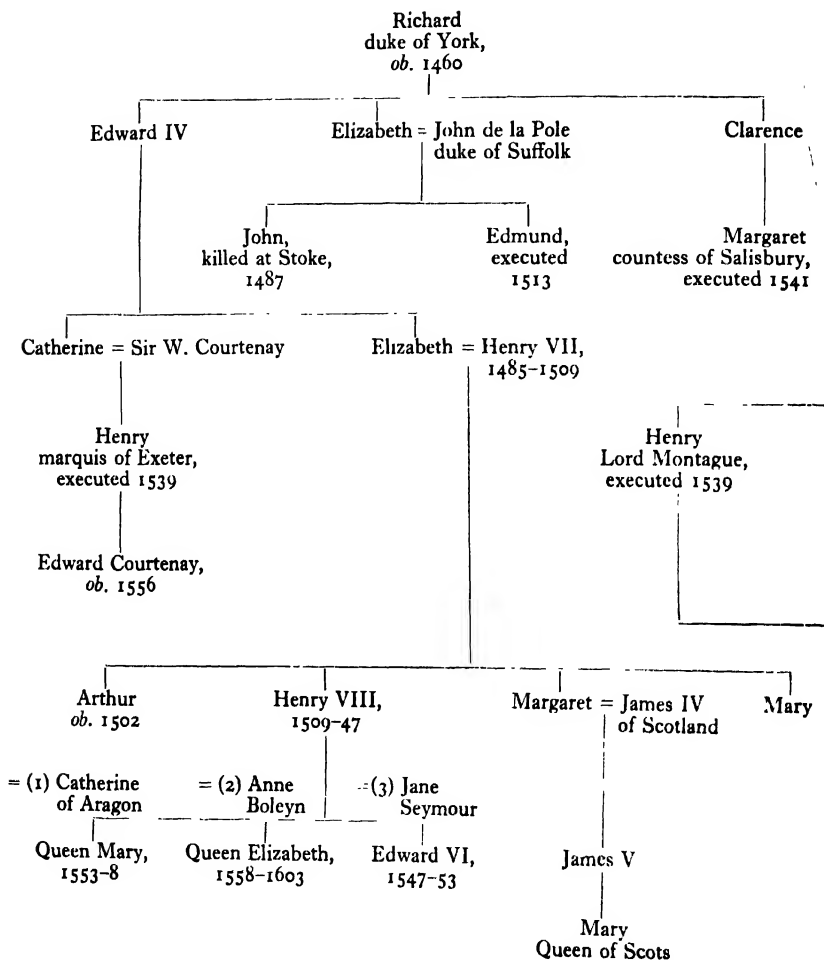 Richard
duke of York,
ob. 1460
Edward IV
Elizabeth = John de la Pole
duke of Suffolk
Clarence
John,
killed at Stoke,
1487
Edmund,
executed
1513
Margaret
countess of Salisbury,
executed 1541
Catherine = Sir W. Courtenay
Elizabeth = Henry VII,
1485-1509
Henry
marquis of Exeter,
executed 1539
Henry
Lord Montague,
executed 1539
Edward Courtenay,
ob. 1556
Arthur
ob. 1502
Henry VIII,
1509-47
Margaret = James IV
of Scotland
Mary
= (1) Catherine
of Aragon
= (2) Anne
Boleyn
= (3) Jane
Seymour
Queen Mary,
1553-8
Queen Elizabeth,
1558-1603
Edward VI,
1547-53
James V
Mary
Queen of Scots